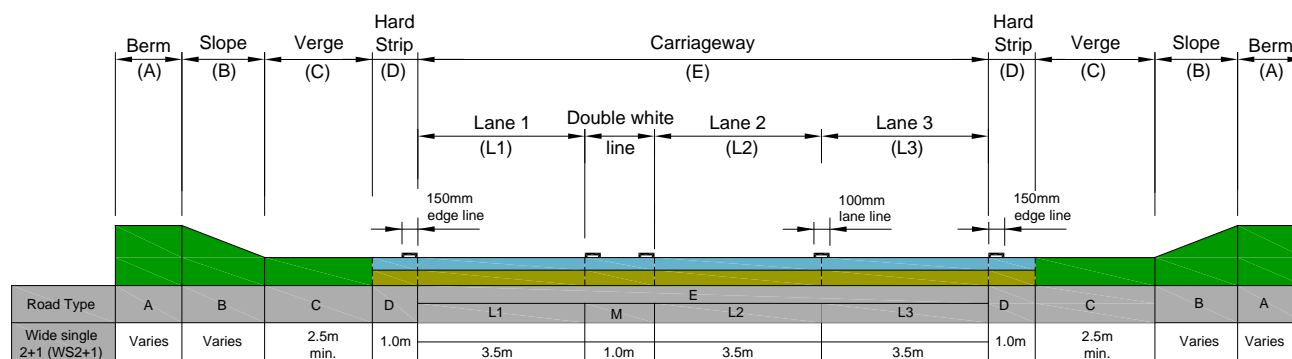 Berm
(A)
Slope
(B)
Verge
(C)
Hard
Strip
(D)
Carriageway
(E)
Hard
Strip
(D)
Verge
(C)
Slope
(B)
Berm
(A)
Lane 1
(L1)
Double white
line
Lane 2
(L2)
Lane 3
(L3)
150mm
edge line
100mm
lane line
150mm
edge line
Road Type A B C D E D C B A
L1 M L2 L3
Wide single
2+1 (WS2+1)
Varies Varies
2.5m
min.
1.0m
3.5m 1.0m 3.5m 3.5m
1.0m
2.5m
min.
Varies Varies